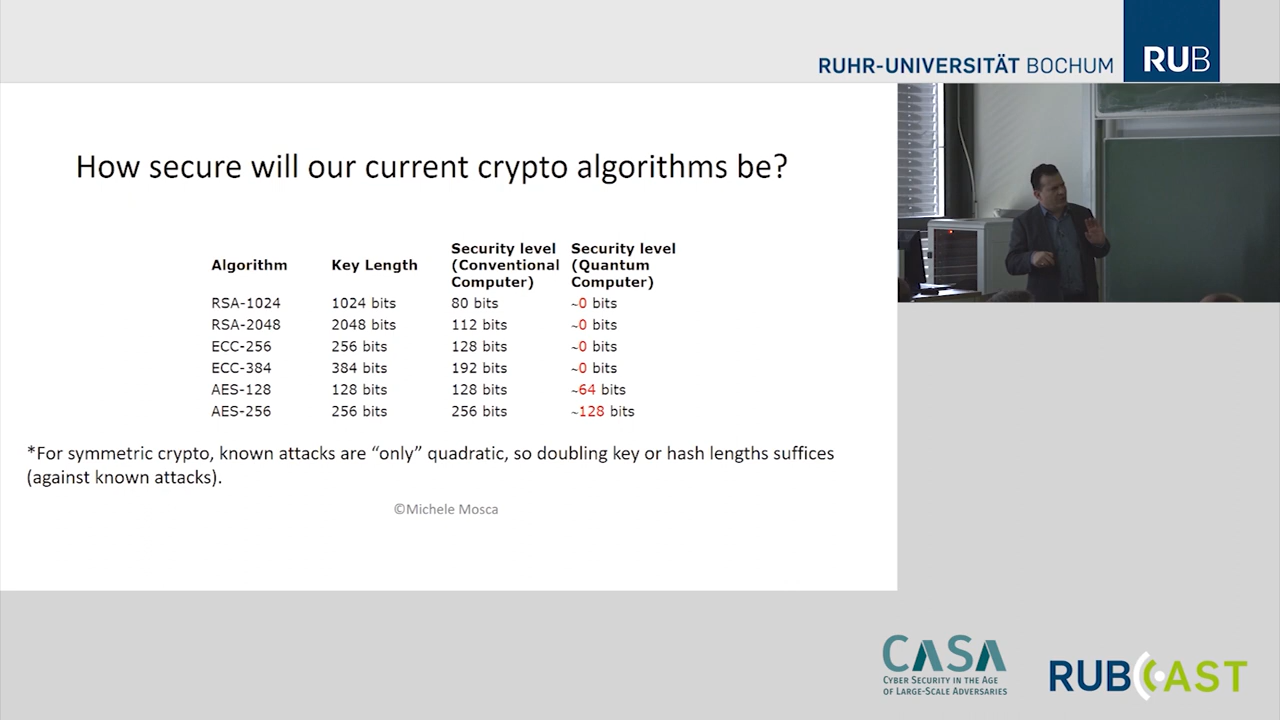 RUHR-UNIVERSITÄT BOCHUM
RUB
How secure will our current crypto algorithms be?
Algorithm Key Length Security level (Conventional Computer) Security level (Quantum Computer)
RSA-1024 1024 bits 80 bits ~0 bits
RSA-2048 2048 bits 112 bits ~0 bits
ECC-256 256 bits 128 bits ~0 bits
ECC-384 384 bits 192 bits ~0 bits
AES-128 128 bits 128 bits ~64 bits
AES-256 256 bits 256 bits ~128 bits
*For symmetric crypto, known attacks are “only” quadratic, so doubling key or hash lengths suffices
(against known attacks).
©Michele Mosca
CASA
CYBER SECURITY IN THE AGE
OF LARGE-SCALE ADVERSARIES
RUBCAST